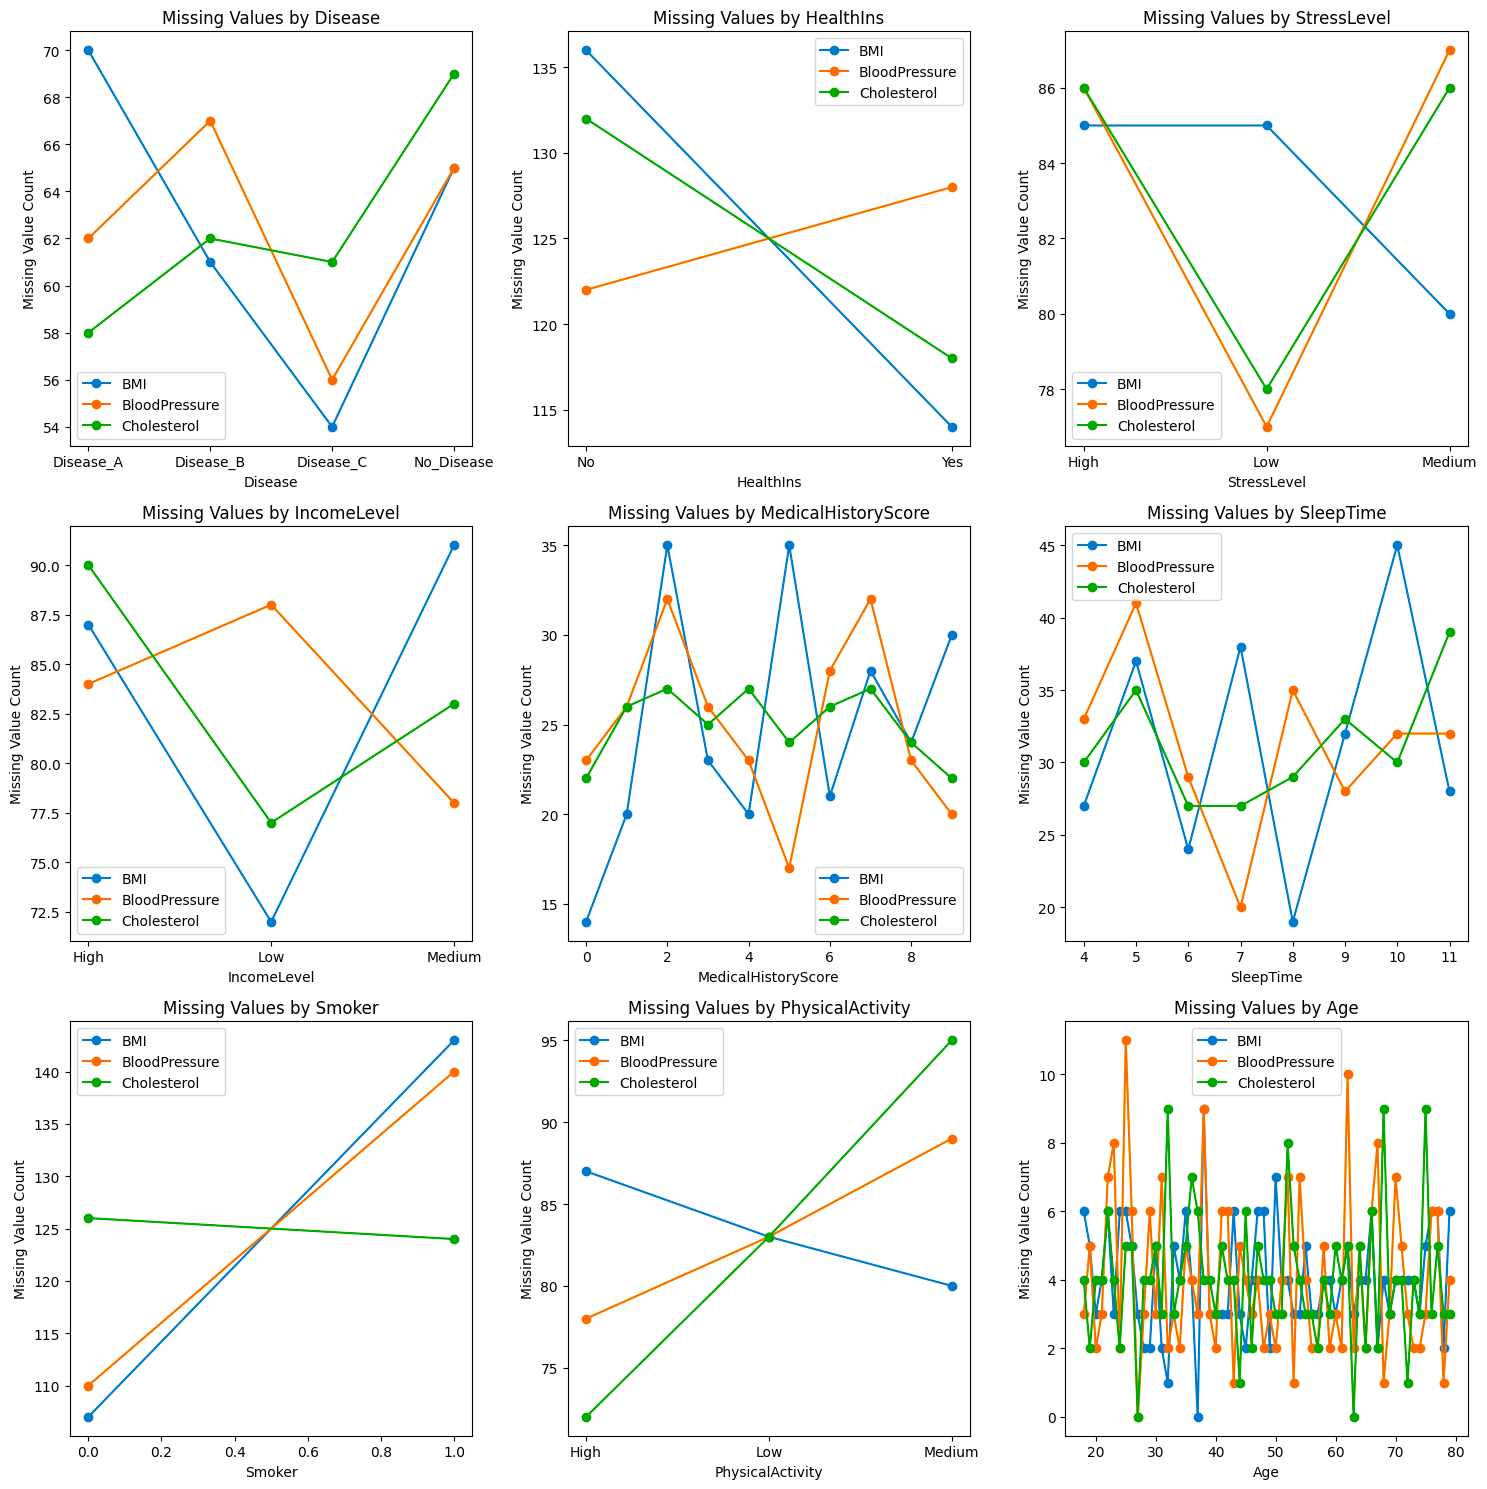 Missing Values by Disease
Missing Value Count
70
68
66
64
62
60
58
56
54
BMI
BloodPressure
Cholesterol
Disease_A Disease_B Disease_C No_Disease
Disease
Missing Values by HealthIns
Missing Value Count
135
130
125
120
115
BMI
BloodPressure
Cholesterol
No Yes
HealthIns
Missing Values by StressLevel
Missing Value Count
86
84
82
80
78
BMI
BloodPressure
Cholesterol
High Low Medium
StressLevel
Missing Values by IncomeLevel
Missing Value Count
90.0
87.5
85.0
82.5
80.0
77.5
75.0
72.5
BMI
BloodPressure
Cholesterol
High Low Medium
IncomeLevel
Missing Values by MedicalHistoryScore
Missing Value Count
35
30
25
20
15
BMI
BloodPressure
Cholesterol
0 2 4 6 8
MedicalHistoryScore
Missing Values by SleepTime
Missing Value Count
45
40
35
30
25
20
BMI
BloodPressure
Cholesterol
4 5 6 7 8 9 10 11
SleepTime
Missing Values by Smoker
Missing Value Count
140
135
130
125
120
115
110
BMI
BloodPressure
Cholesterol
0.0 0.2 0.4 0.6 0.8 1.0
Smoker
Missing Values by PhysicalActivity
Missing Value Count
95
90
85
80
75
BMI
BloodPressure
Cholesterol
High Low Medium
PhysicalActivity
Missing Values by Age
Missing Value Count
10
8
6
4
2
0
BMI
BloodPressure
Cholesterol
20 30 40 50 60 70 80
Age